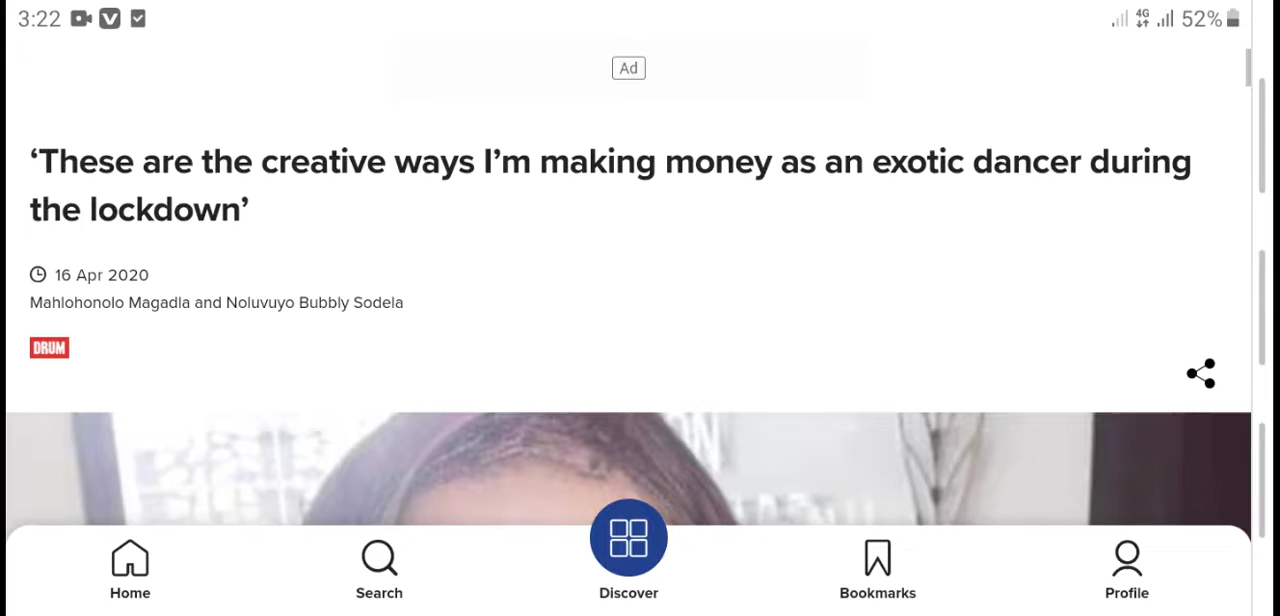 3:22
4G
52%
Ad
‘These are the creative ways I’m making money as an exotic dancer during
the lockdown’
16 Apr 2020
Mahlohonolo Magadla and Noluvuyo Bubbly Sodela
DRUM
Home
Search
Discover
Bookmarks
Profile